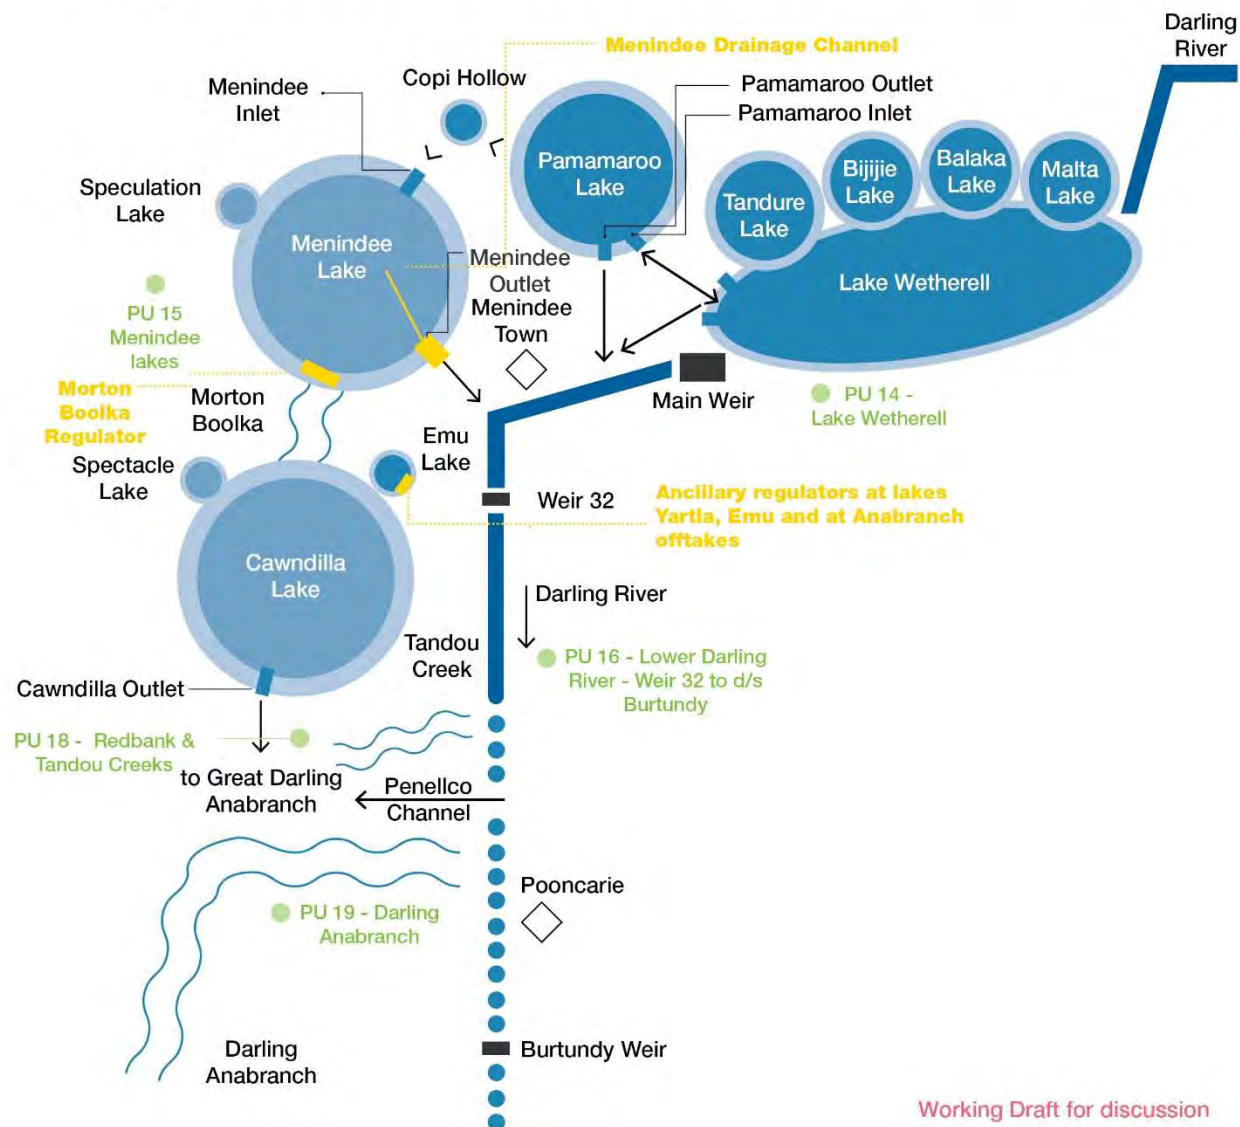 Darling
River
Menindee Drainage Channel
Copi Hollow
Menindee
Inlet
Pamamaroo Outlet
Pamamaroo Inlet
Pamamaroo
Lake
Tandure
Lake
Bijijie
Lake
Balaka
Lake
Malta
Lake
Speculation
Lake
Menindee
Lake
Menindee
Outlet
Menindee
Town
Lake Wetherell
PU 15
Menindee
lakes
Morton
Boolka
Regulator
Morton
Boolka
Main Weir
PU 14 -
Lake Wetherell
Spectacle
Lake
Emu
Lake
Weir 32
Ancillary regulators at lakes
Yartla, Emu and at Anabranch
offtakes
Cawndilla
Lake
Darling River
Tandou
Creek
PU 16 - Lower Darling
River - Weir 32 to d/s
Burtundy
Cawndilla Outlet
PU 18 - Redbank &
Tandou Creeks
to Great Darling
Anabranch
Penellco
Channel
Pooncarie
PU 19 - Darling
Anabranch
Darling
Anabranch
Burtundy Weir
Working Draft for discussion